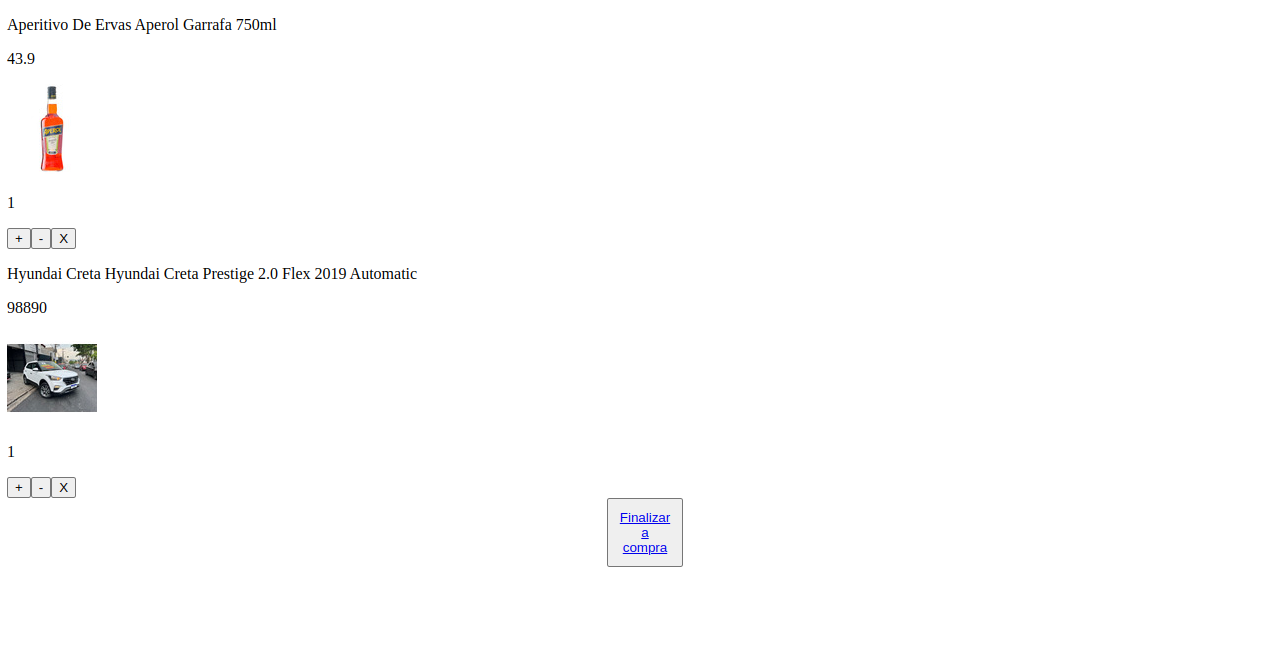 Aperitivo De Ervas Aperol Garrafa 750ml
43.9
APEROL
1
+ - X
Hyundai Creta Hyundai Creta Prestige 2.0 Flex 2019 Automatic
98890
1
+ - X
Finalizar
a
compra